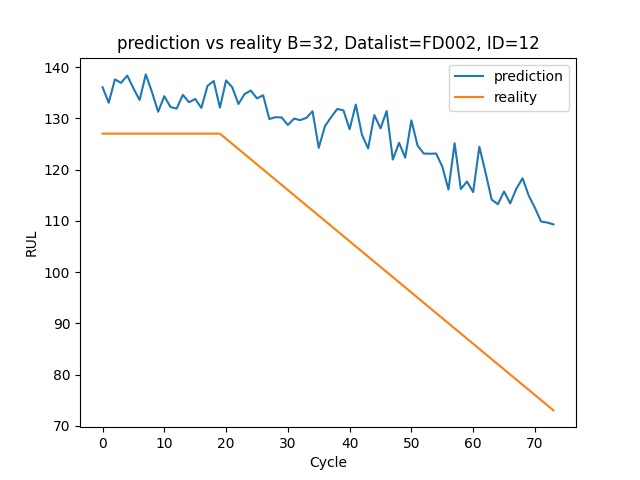 prediction vs reality B=32, Datalist=FD002, ID=12
prediction
reality
140
130
120
110
100
90
80
70
RUL
0 10 20 30 40 50 60 70
Cycle